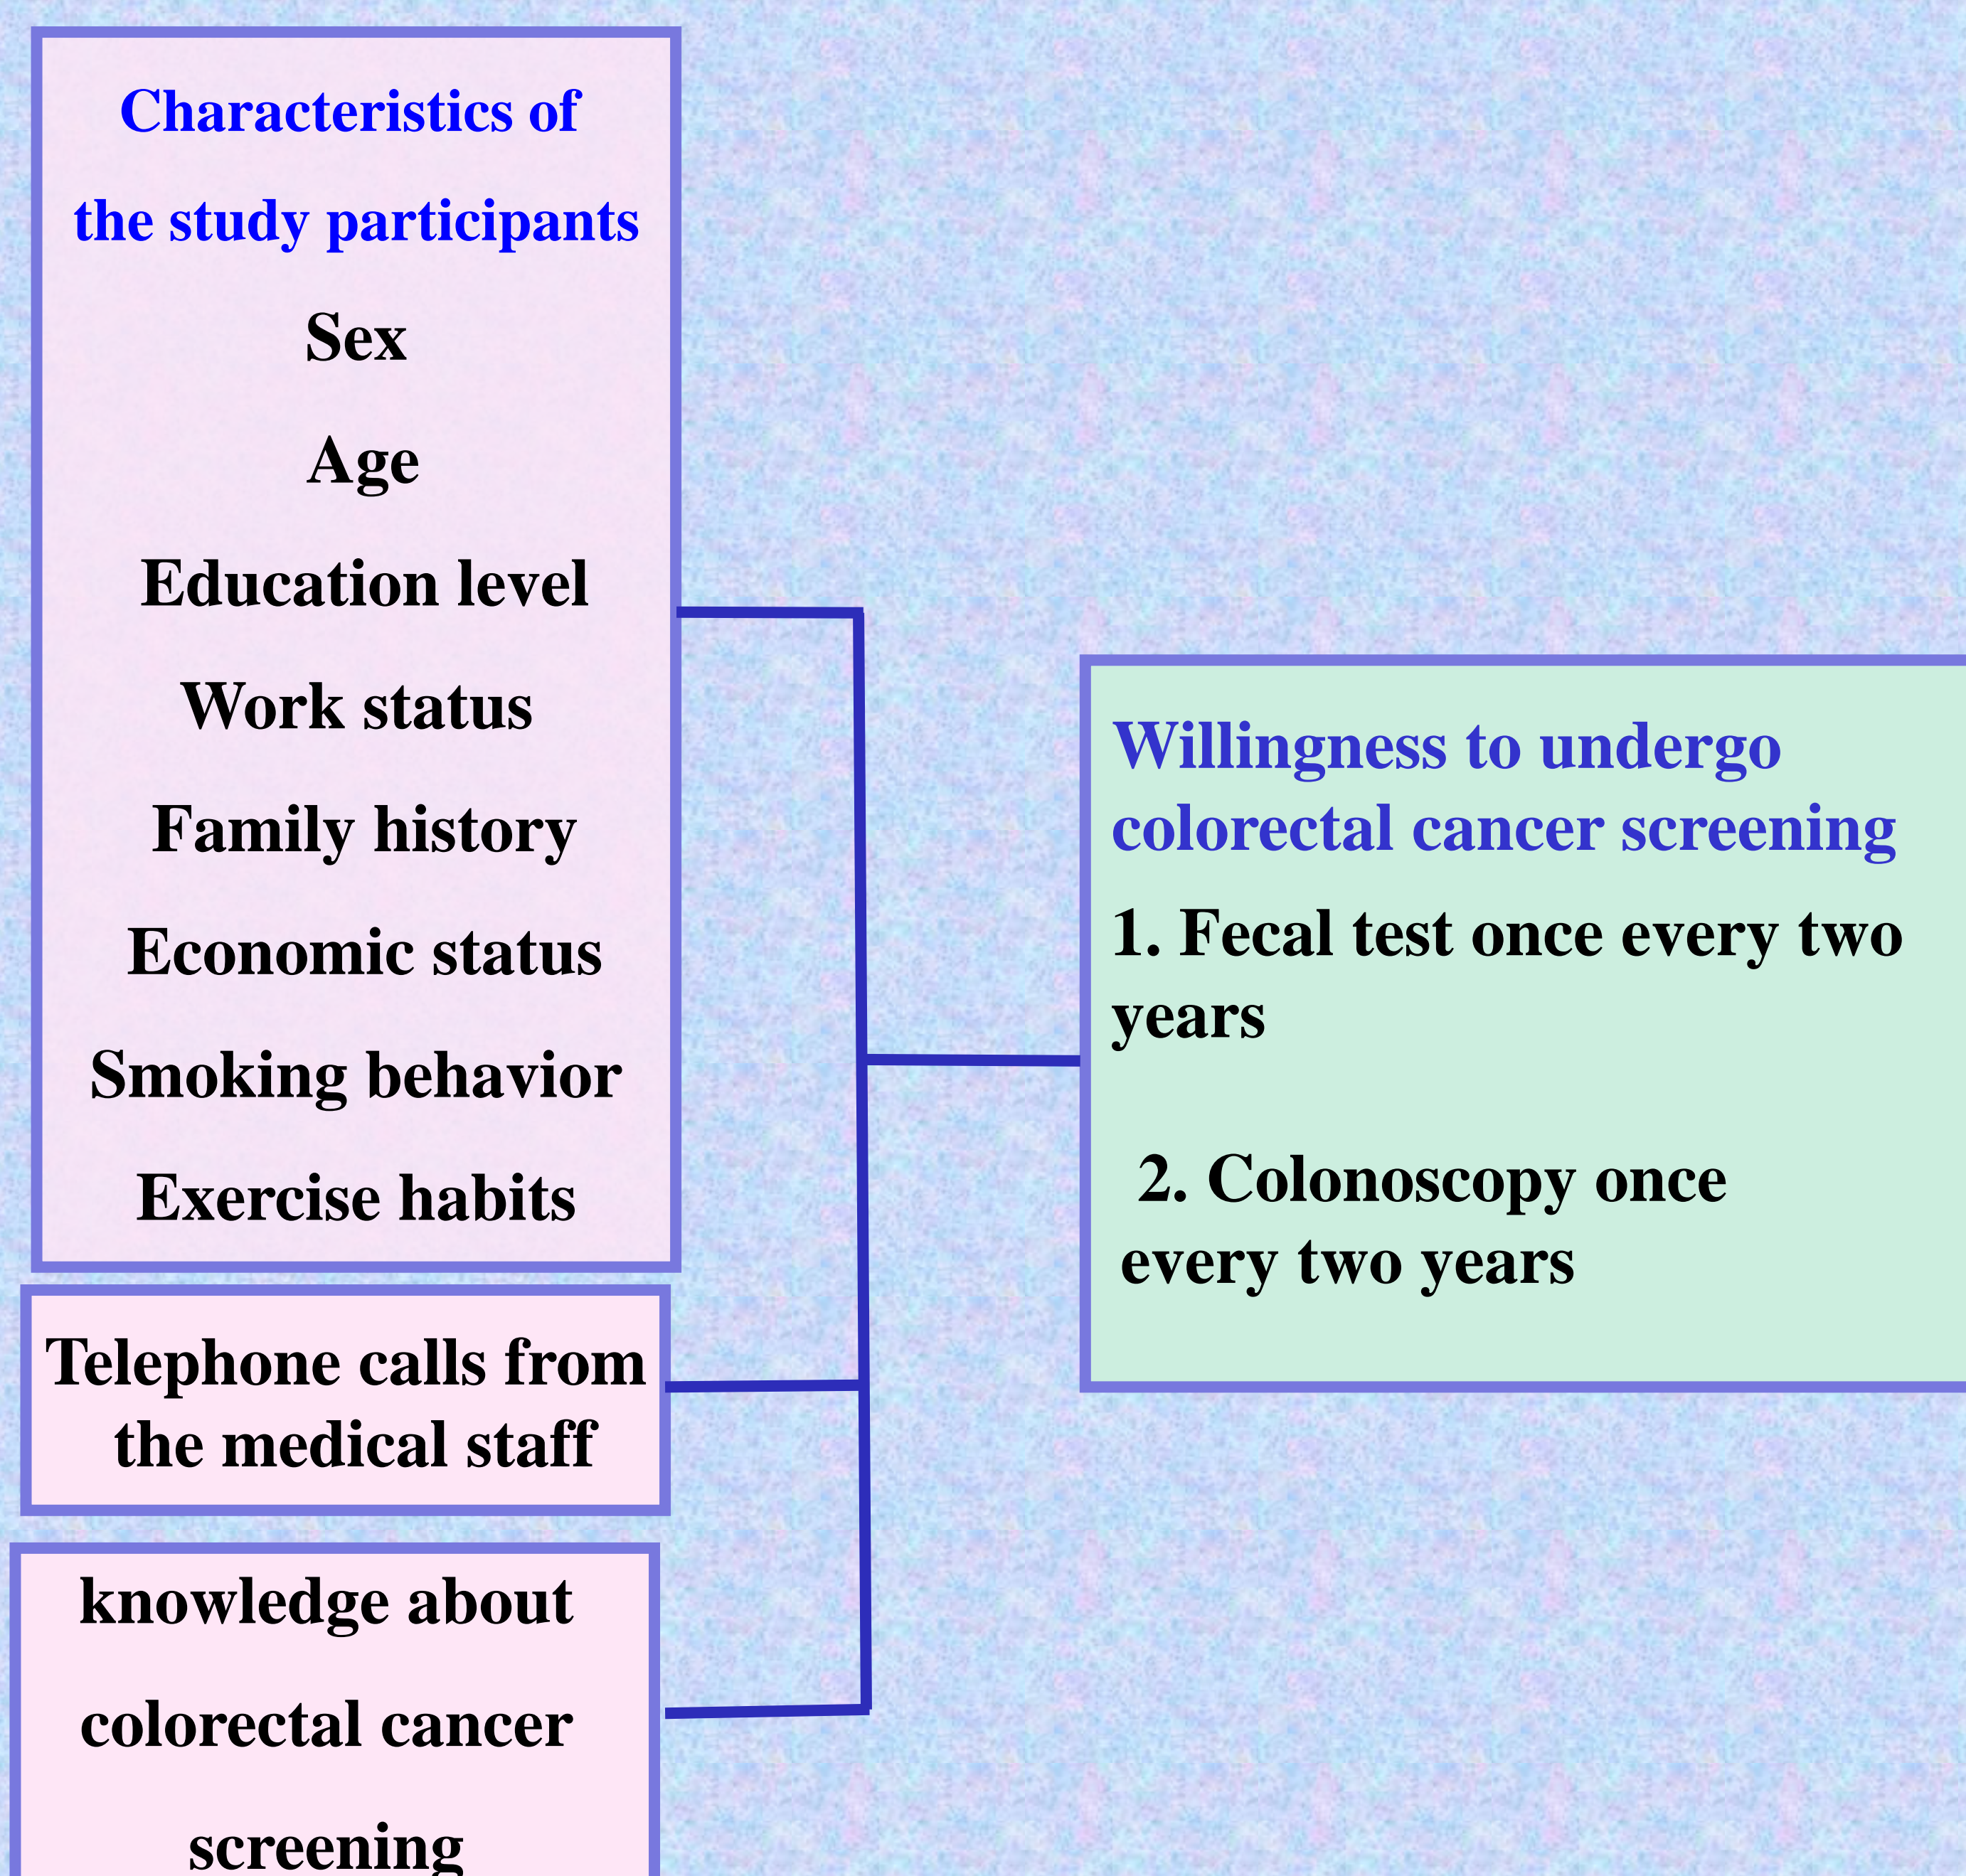 Characteristics of
the study participants
Sex
Age
Education level
Work status
Family history
Economic status
Smoking behavior
Exercise habits
Telephone calls from
the medical staff
knowledge about
colorectal cancer
screening
Willingness to undergo
colorectal cancer screening
1. Fecal test once every two
years
2. Colonoscopy once
every two years